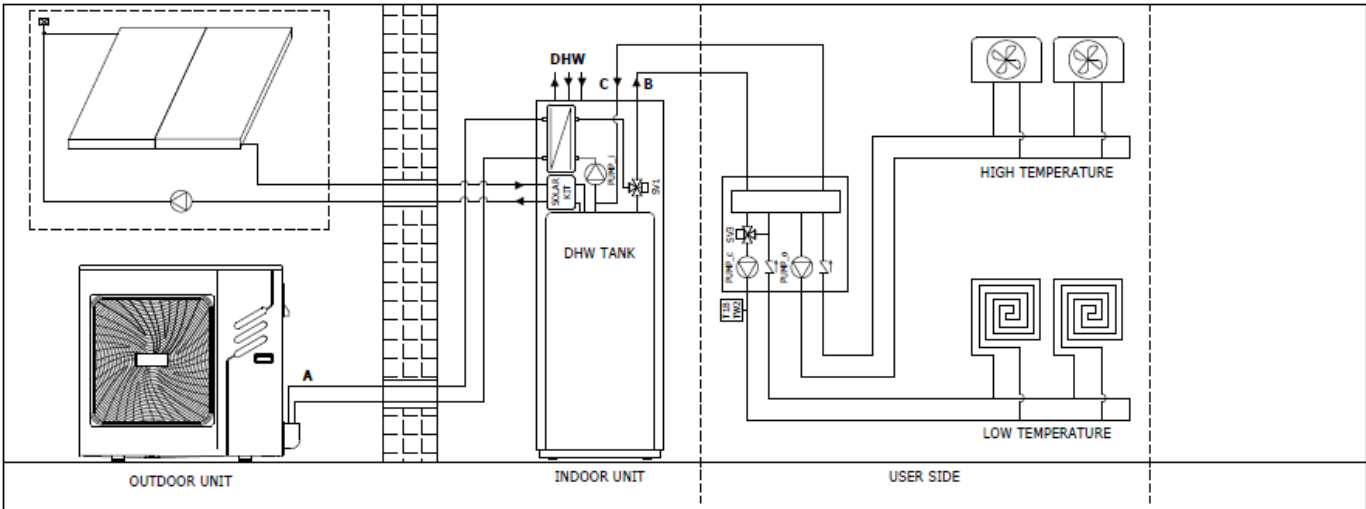 DHW
C
B
PUMP_i
SV1
SOLAR
KIT
DHW TANK
HIGH TEMPERATURE
SV3
PUMP_c
PUMP_o
T1B
TW2
A
LOW TEMPERATURE
OUTDOOR UNIT
INDOOR UNIT
USER SIDE